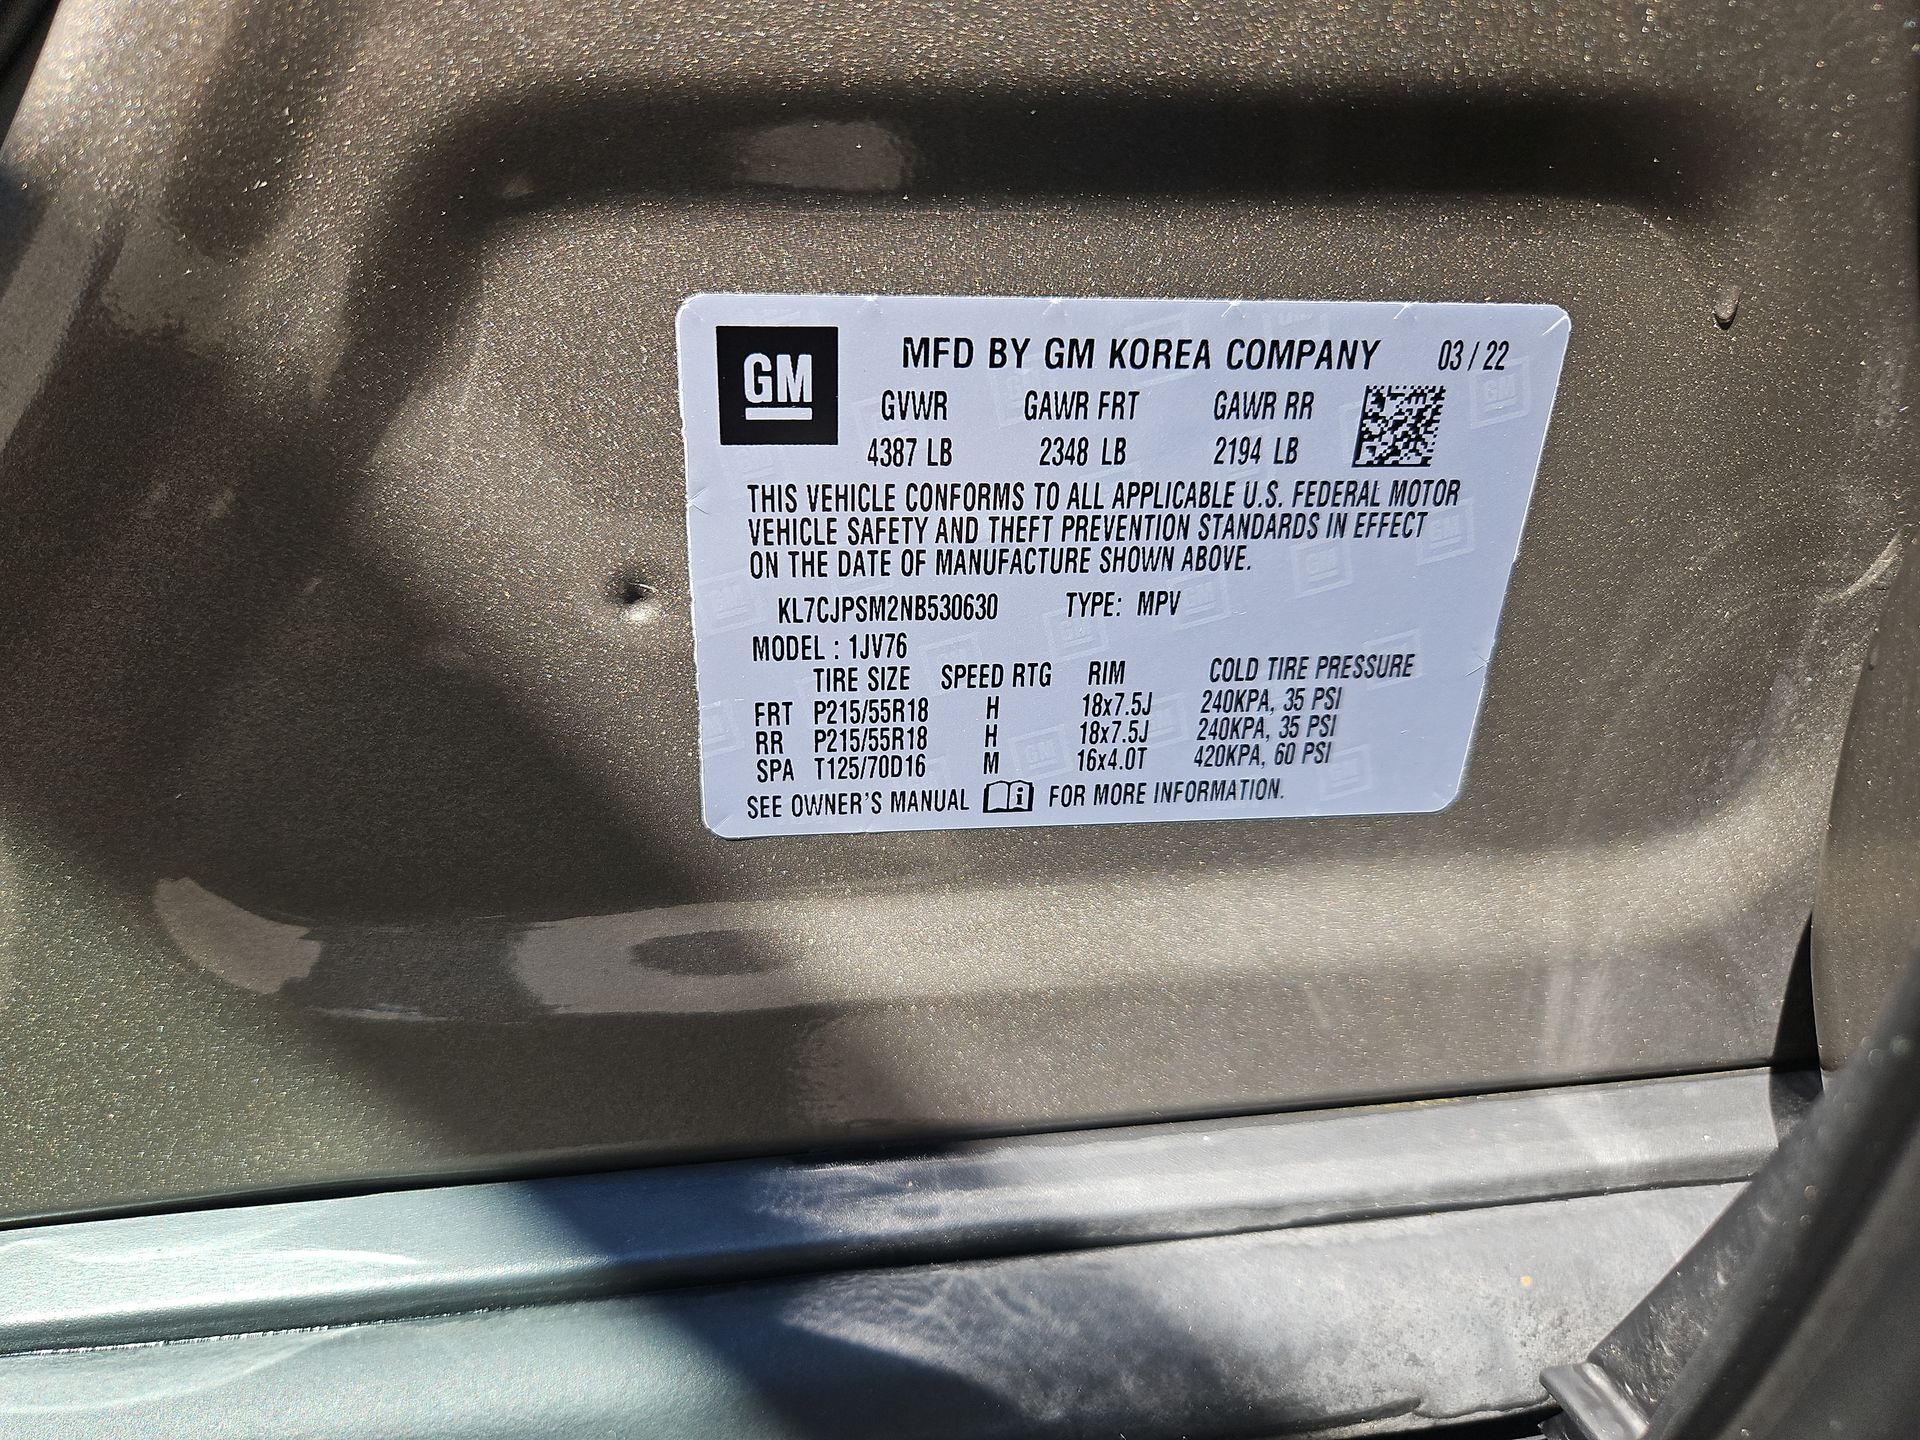 GM MFD BY GM KOREA COMPANY 03 / 22
GVWR GAWR FRT GAWR RR
4387 LB 2348 LB 2194 LB
THIS VEHICLE CONFORMS TO ALL APPLICABLE U.S. FEDERAL MOTOR
VEHICLE SAFETY AND THEFT PREVENTION STANDARDS IN EFFECT
ON THE DATE OF MANUFACTURE SHOWN ABOVE.
KL7CJPSM2NB530630 TYPE: MPV
MODEL : 1JV76
TIRE SIZE SPEED RTG RIM COLD TIRE PRESSURE
FRT P215/55R18 H 18x7.5J 240KPA, 35 PSI
RR P215/55R18 H 18x7.5J 240KPA, 35 PSI
SPA T125/70D16 M 16x4.0T 420KPA, 60 PSI
SEE OWNER'S MANUAL i FOR MORE INFORMATION.